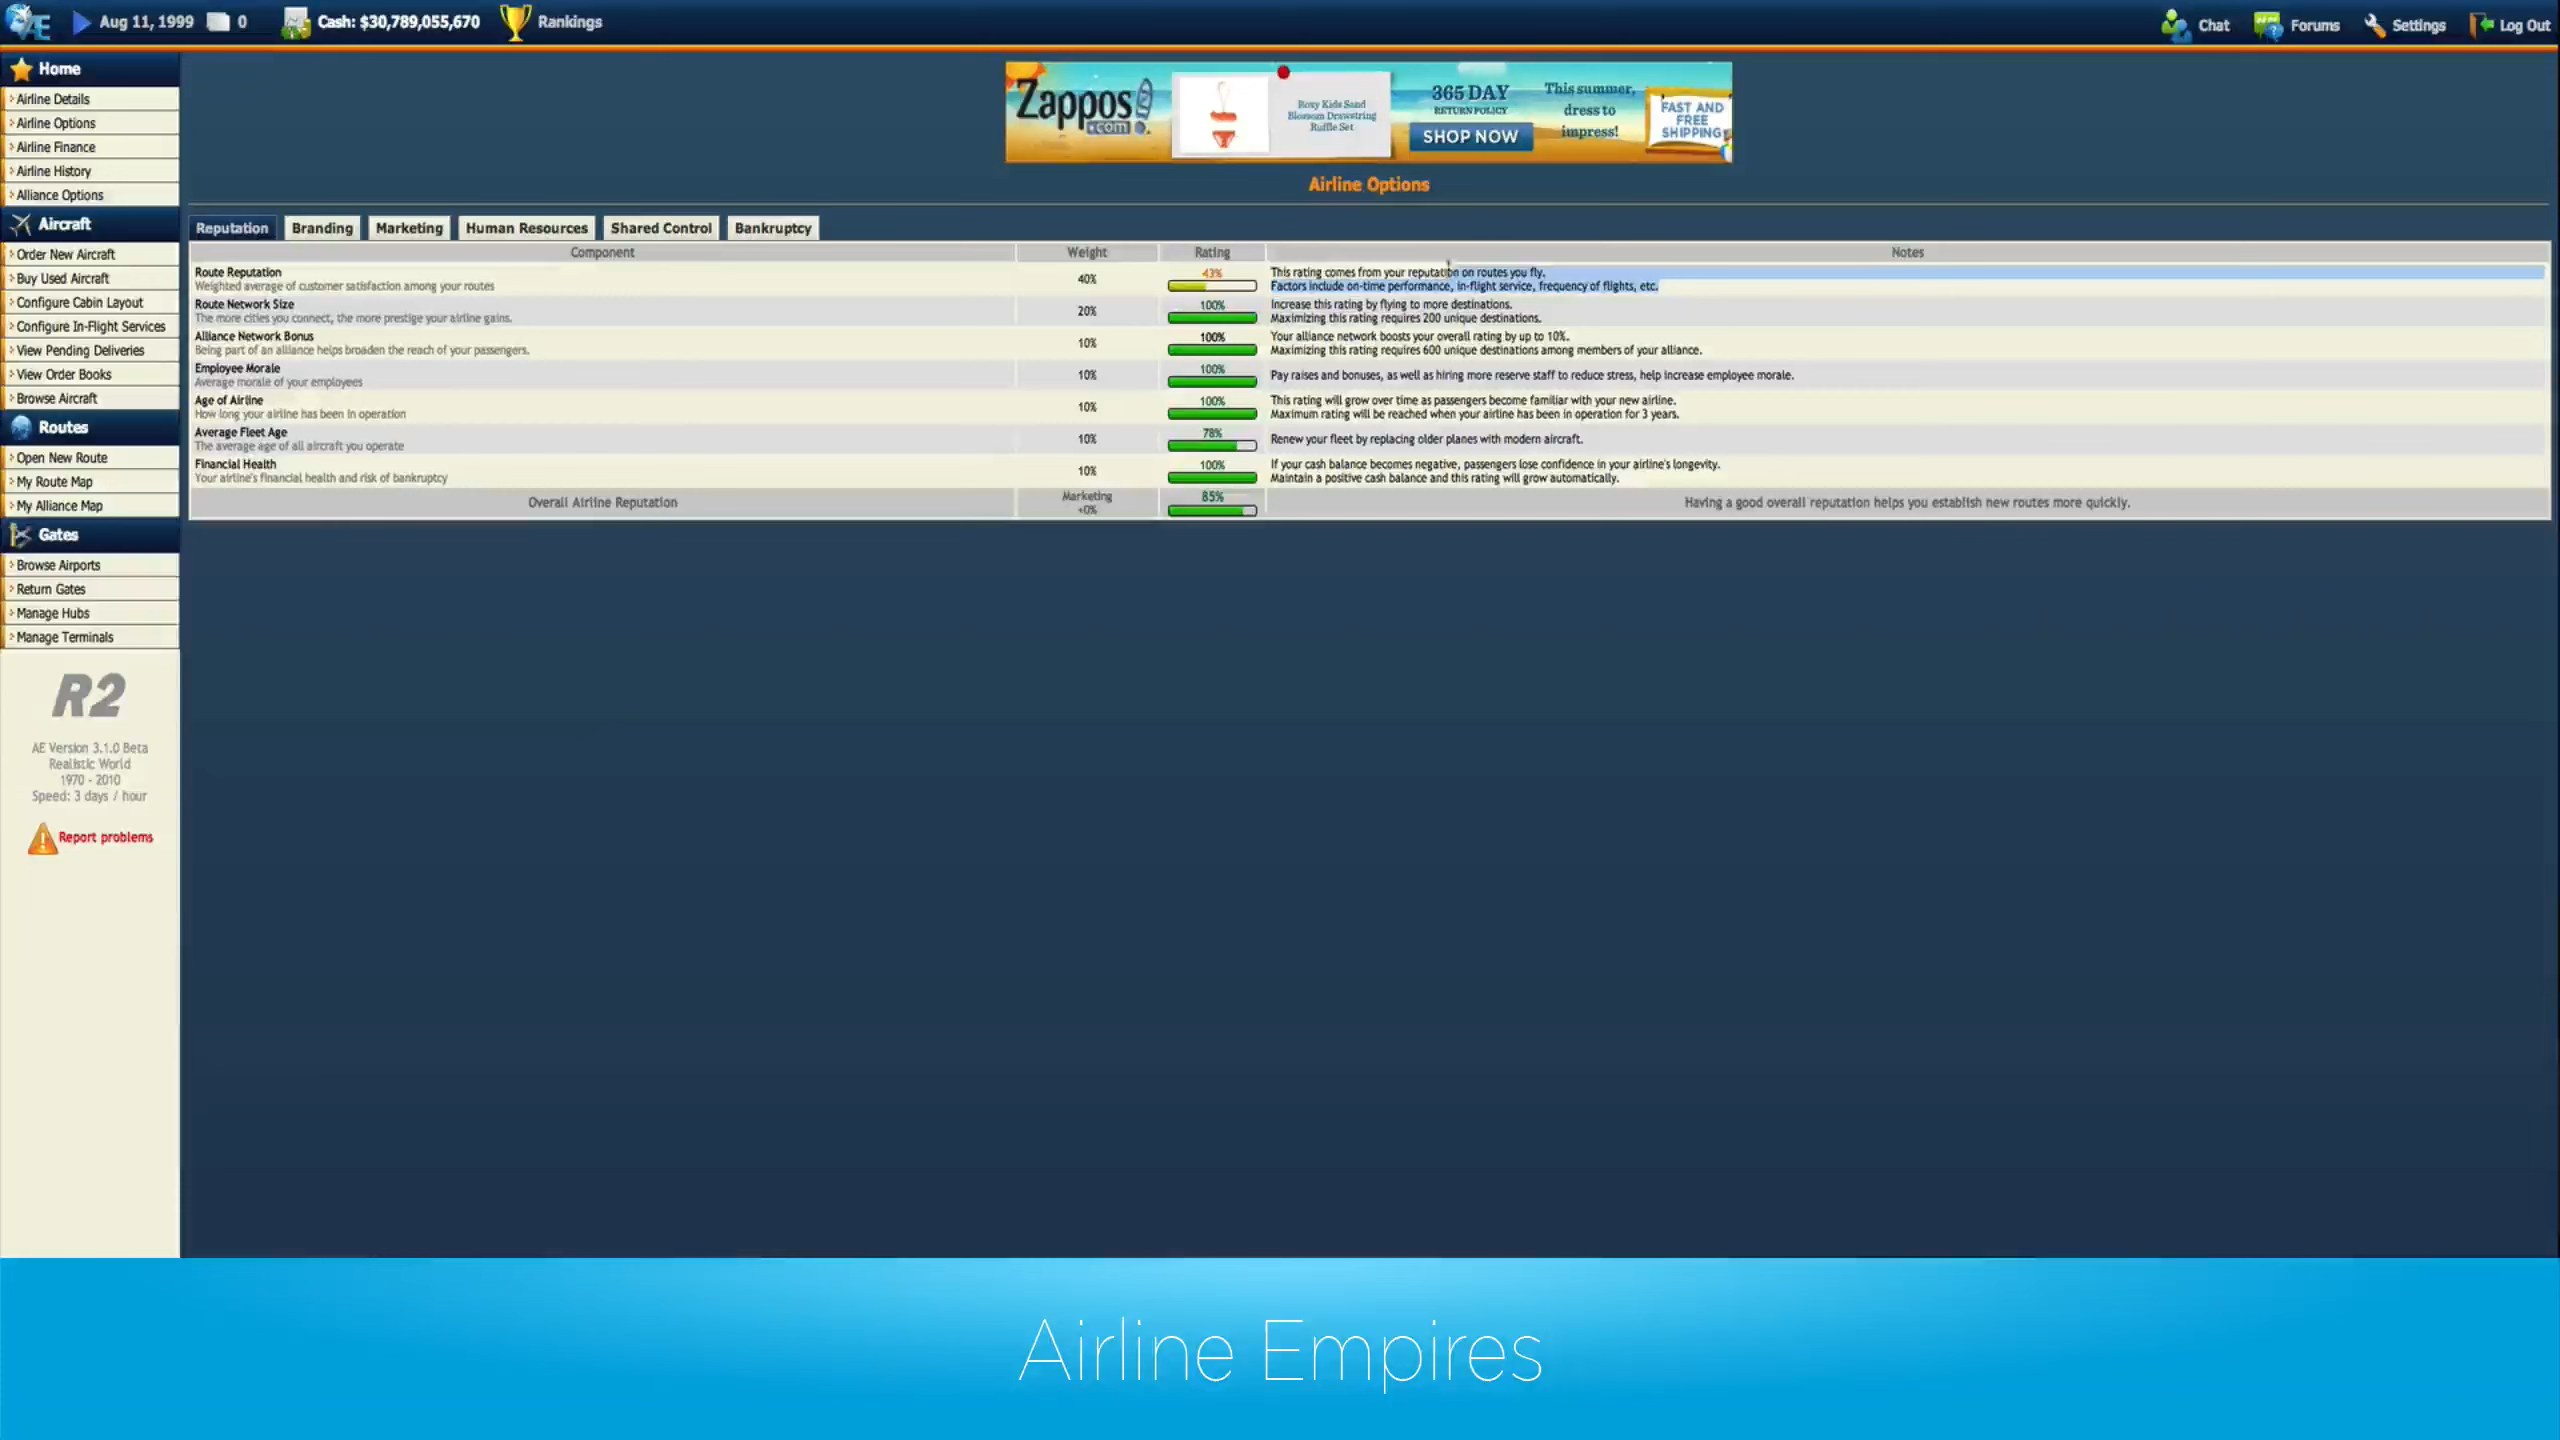 AE Aug 11, 1999 0 Cash: $30,789,055,670 Rankings Chat Forums Settings Log Out
Home
Airline Details
Airline Options
Airline Finance
Airline History
Alliance Options
Aircraft
Order New Aircraft
Buy Used Aircraft
Configure Cabin Layout
Configure In-Flight Services
View Pending Deliveries
View Order Books
Browse Aircraft
Routes
Open New Route
My Route Map
My Alliance Map
Gates
Browse Airports
Return Gates
Manage Hubs
Manage Terminals
R2
AE Version 3.1.0 Beta
Realistic World
1970 - 2010
Speed: 3 days / hour
Report problems
Zappos
.com
Roxy Kids Sand
Blossom Drawstring
Ruffle Set
365 DAY
RETURN POLICY
SHOP NOW
This summer,
dress to
impress!
FAST AND
FREE
SHIPPING
Airline Options
Reputation Branding Marketing Human Resources Shared Control Bankruptcy
Component Weight Rating Notes
Route Reputation
Weighted average of customer satisfaction among your routes
40%
43%
This rating comes from your reputation on routes you fly.
Factors include on-time performance, in-flight service, frequency of flights, etc.
Route Network Size
The more cities you connect, the more prestige your airline gains.
20%
100%
Increase this rating by flying to more destinations.
Maximizing this rating requires 200 unique destinations.
Alliance Network Bonus
Being part of an alliance helps broaden the reach of your passengers.
10%
100%
Your alliance network boosts your overall rating by up to 10%.
Maximizing this rating requires 600 unique destinations among members of your alliance.
Employee Morale
Average morale of your employees
10%
100%
Pay raises and bonuses, as well as hiring more reserve staff to reduce stress, help increase employee morale.
Age of Airline
How long your airline has been in operation
10%
100%
This rating will grow over time as passengers become familiar with your new airline.
Maximum rating will be reached when your airline has been in operation for 3 years.
Average Fleet Age
The average age of all aircraft you operate
10%
78%
Renew your fleet by replacing older planes with modern aircraft.
Financial Health
Your airline's financial health and risk of bankruptcy
10%
100%
If your cash balance becomes negative, passengers lose confidence in your airline's longevity.
Maintain a positive cash balance and this rating will grow automatically.
Overall Airline Reputation
Marketing
+0%
85%
Having a good overall reputation helps you establish new routes more quickly.
Airline Empires